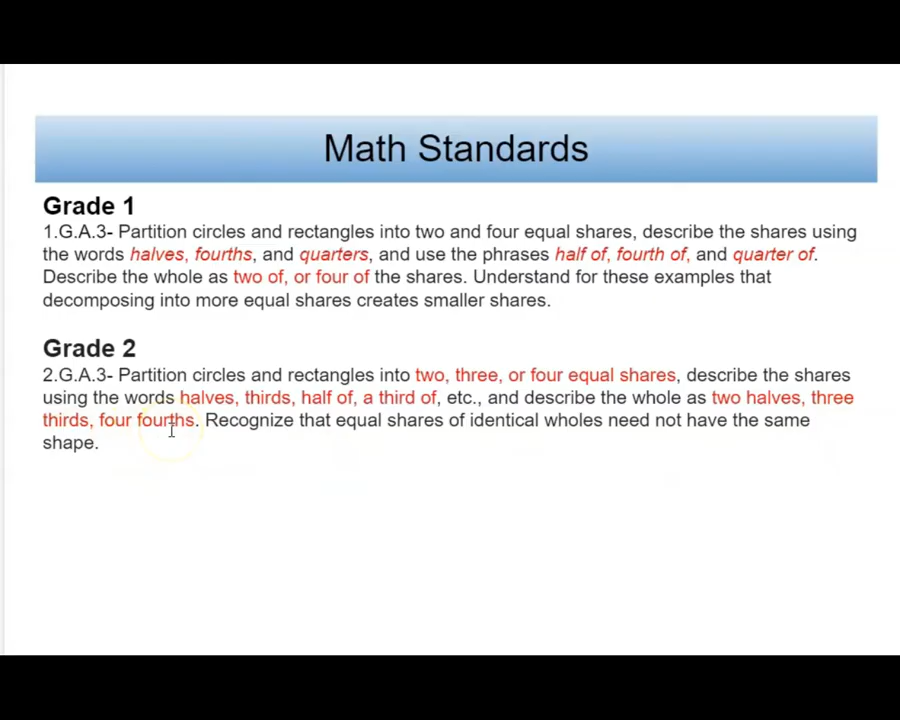 Math Standards
Grade 1
1.G.A.3- Partition circles and rectangles into two and four equal shares, describe the shares using
the words halves, fourths, and quarters, and use the phrases half of, fourth of, and quarter of.
Describe the whole as two of, or four of the shares. Understand for these examples that
decomposing into more equal shares creates smaller shares.
Grade 2
2.G.A.3- Partition circles and rectangles into two, three, or four equal shares, describe the shares
using the words halves, thirds, half of, a third of, etc., and describe the whole as two halves, three
thirds, four fourths. Recognize that equal shares of identical wholes need not have the same
shape.